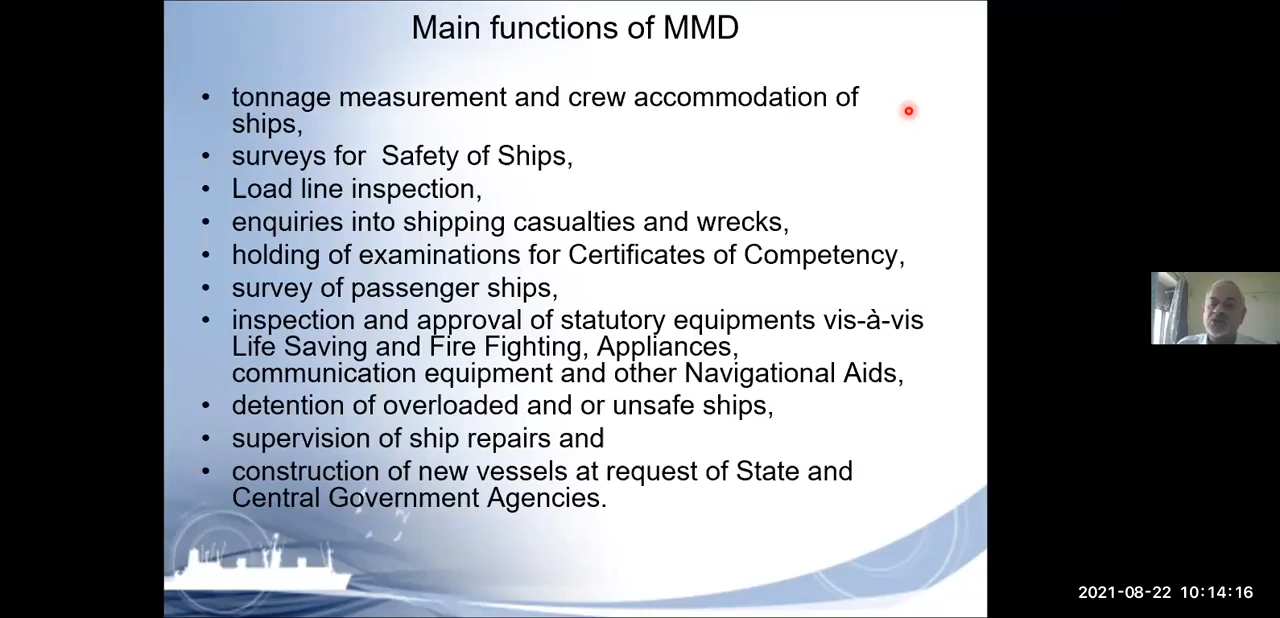 Main functions of MMD
• tonnage measurement and crew accommodation of
ships,
• surveys for  Safety of Ships,
• Load line inspection,
• enquiries into shipping casualties and wrecks,
• holding of examinations for Certificates of Competency,
• survey of passenger ships,
• inspection and approval of statutory equipments vis-à-vis
Life Saving and Fire Fighting, Appliances,
communication equipment and other Navigational Aids,
• detention of overloaded and or unsafe ships,
• supervision of ship repairs and
• construction of new vessels at request of State and
Central Government Agencies.
2021-08-22 10:14:16